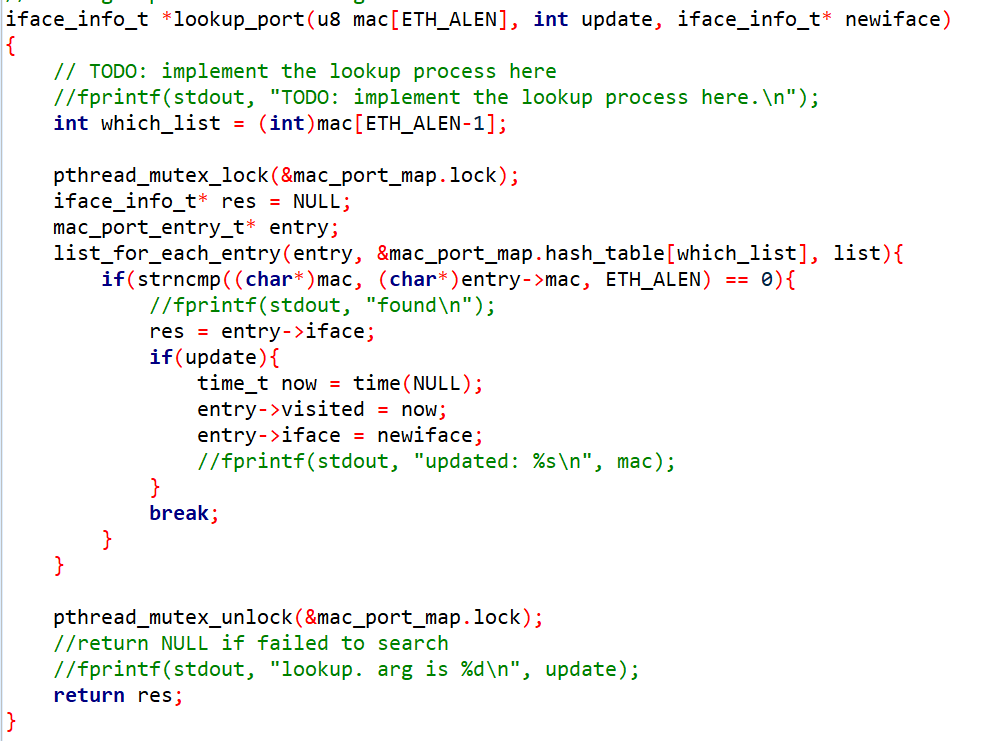 iface_info_t *lookup_port(u8 mac[ETH_ALEN], int update, iface_info_t* newiface)
{
    // TODO: implement the lookup process here
    //fprintf(stdout, "TODO: implement the lookup process here.\n");
    int which_list = (int)mac[ETH_ALEN-1];

    pthread_mutex_lock(&mac_port_map.lock);
    iface_info_t* res = NULL;
    mac_port_entry_t* entry;
    list_for_each_entry(entry, &mac_port_map.hash_table[which_list], list){
        if(strncmp((char*)mac, (char*)entry->mac, ETH_ALEN) == 0){
            //fprintf(stdout, "found\n");
            res = entry->iface;
            if(update){
                time_t now = time(NULL);
                entry->visited = now;
                entry->iface = newiface;
                //fprintf(stdout, "updated: %s\n", mac);
            }
            break;
        }
    }

    pthread_mutex_unlock(&mac_port_map.lock);
    //return NULL if failed to search
    //fprintf(stdout, "lookup. arg is %d\n", update);
    return res;
}